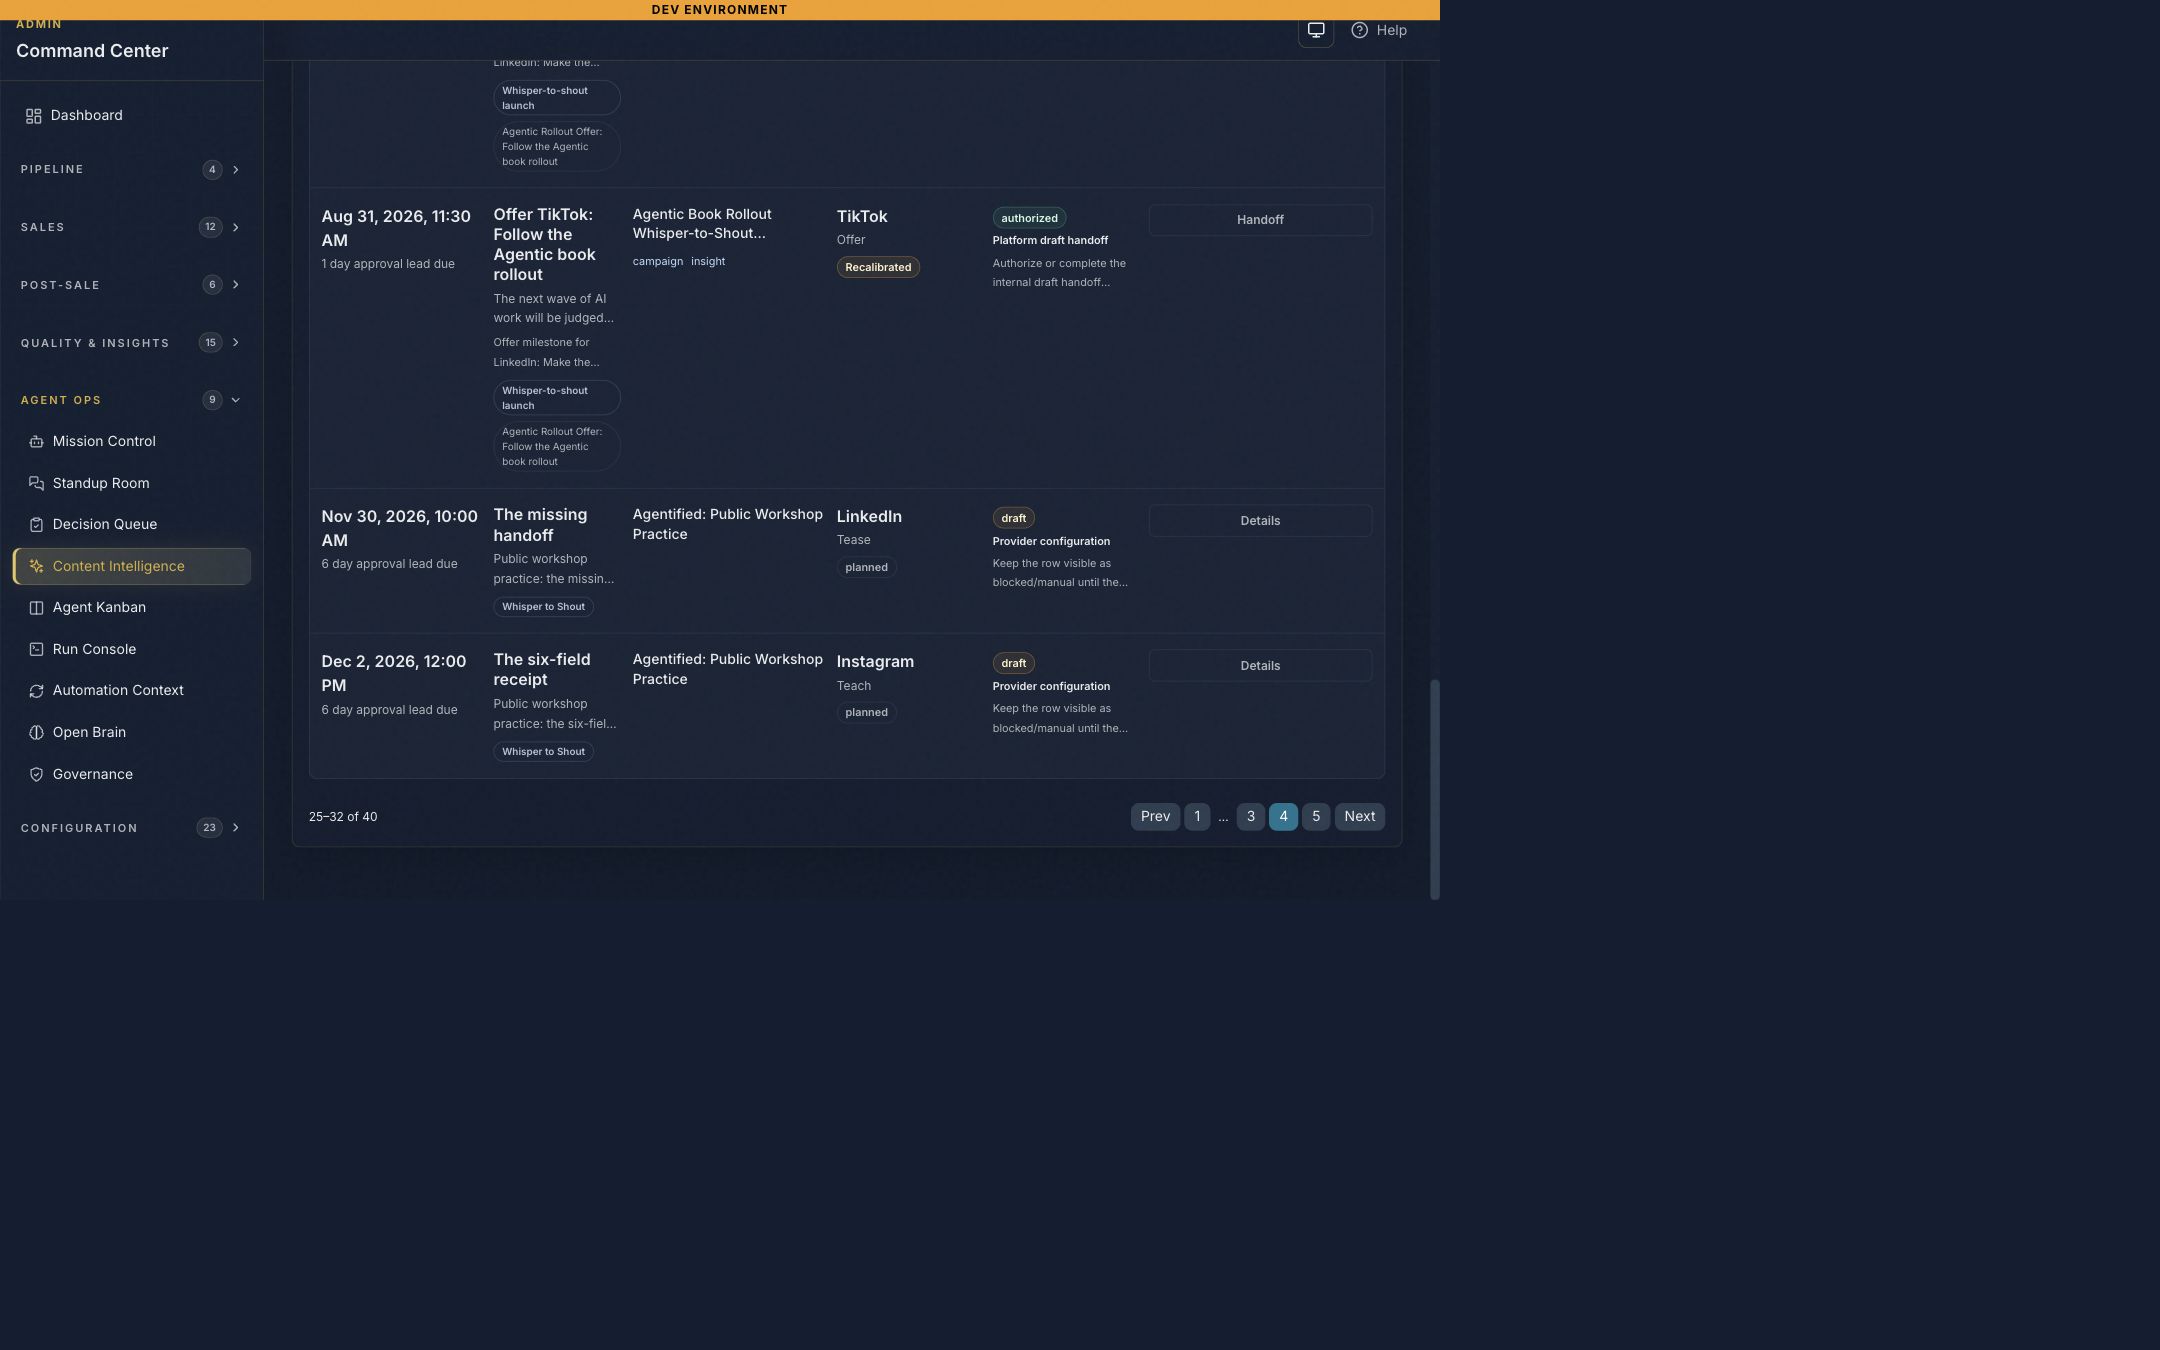 DEV ENVIRONMENT
ADMIN
Command Center
Help
Dashboard
PIPELINE 4
SALES 12
POST-SALE 6
QUALITY & INSIGHTS 15
AGENT OPS 9
Mission Control
Standup Room
Decision Queue
Content Intelligence
Agent Kanban
Run Console
Automation Context
Open Brain
Governance
CONFIGURATION 23
LinkedIn: Make the...
Whisper-to-shout
launch
Agentic Rollout Offer:
Follow the Agentic
book rollout
Aug 31, 2026, 11:30
AM
1 day approval lead due
Offer TikTok:
Follow the
Agentic book
rollout
The next wave of AI
work will be judged...
Offer milestone for
LinkedIn: Make the...
Whisper-to-shout
launch
Agentic Rollout Offer:
Follow the Agentic
book rollout
Agentic Book Rollout
Whisper-to-Shout...
campaign insight
TikTok
Offer
Recalibrated
authorized
Platform draft handoff
Authorize or complete the
internal draft handoff...
Handoff
Nov 30, 2026, 10:00
AM
6 day approval lead due
The missing
handoff
Public workshop
practice: the missin...
Whisper to Shout
Agentified: Public Workshop
Practice
LinkedIn
Tease
planned
draft
Provider configuration
Keep the row visible as
blocked/manual until the...
Details
Dec 2, 2026, 12:00
PM
6 day approval lead due
The six-field
receipt
Public workshop
practice: the six-fiel...
Whisper to Shout
Agentified: Public Workshop
Practice
Instagram
Teach
planned
draft
Provider configuration
Keep the row visible as
blocked/manual until the...
Details
25–32 of 40
Prev 1 ... 3 4 5 Next